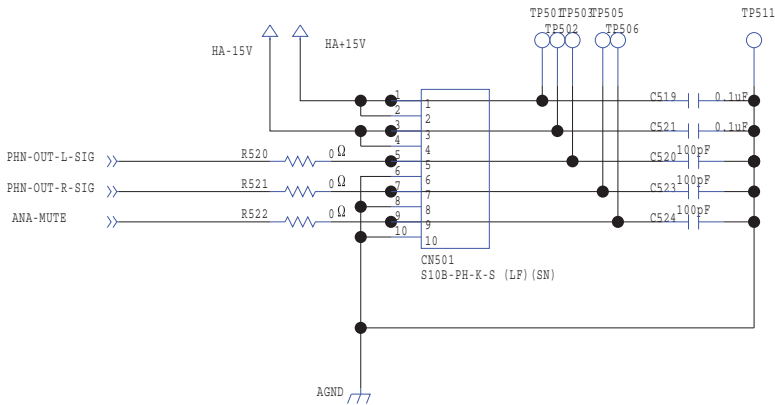 TP501 TP503 TP505 TP511
TP502 TP506
HA-15V HA+15V
1 1 C519 0.1uF
2 2
3 3 C521 0.1uF
4 4
PHN-OUT-L-SIG R520 0 Ω 5 5 C520 100pF
6 6
PHN-OUT-R-SIG R521 0 Ω 7 7 C523 100pF
8 8
ANA-MUTE R522 0 Ω 9 9 C524 100pF
10 10
CN501
S10B-PH-K-S (LF)(SN)
AGND